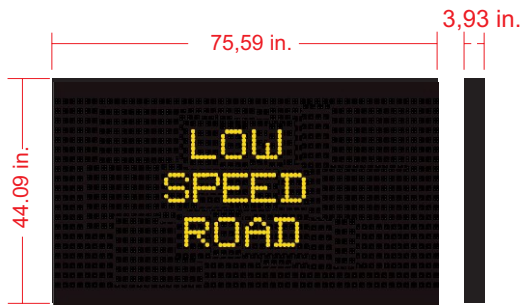 75,59 in.
3,93 in.
44.09 in.
LOW
SPEED
ROAD